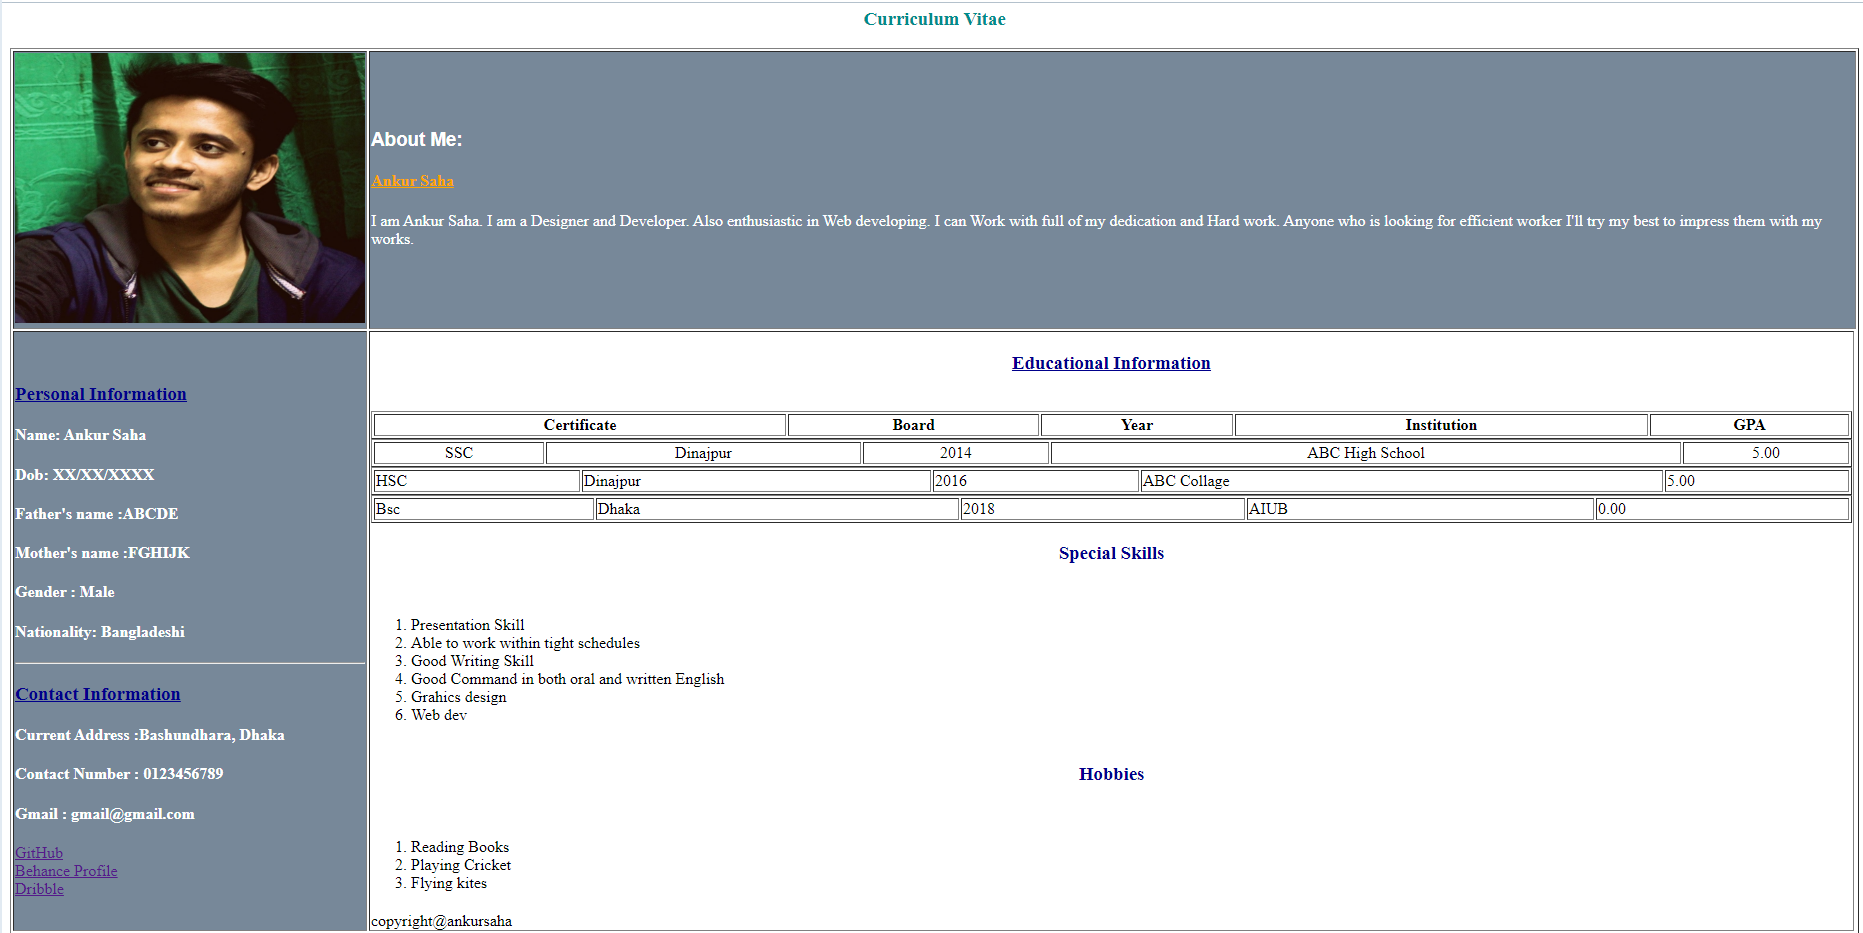 Curriculum Vitae
About Me:
Ankur Saha
I am Ankur Saha. I am a Designer and Developer. Also enthusiastic in Web developing. I can Work with full of my dedication and Hard work. Anyone who is looking for efficient worker I'll try my best to impress them with my
works.
Personal Information
Name: Ankur Saha
Dob: XX/XX/XXXX
Father's name :ABCDE
Mother's name :FGHIJK
Gender : Male
Nationality: Bangladeshi
Contact Information
Current Address :Bashundhara, Dhaka
Contact Number : 0123456789
Gmail : gmail@gmail.com
GitHub
Behance Profile
Dribble
Educational Information
Certificate Board Year Institution GPA
SSC Dinajpur 2014 ABC High School 5.00
HSC Dinajpur 2016 ABC Collage 5.00
Bsc Dhaka 2018 AIUB 0.00
Special Skills
1. Presentation Skill
2. Able to work within tight schedules
3. Good Writing Skill
4. Good Command in both oral and written English
5. Grahics design
6. Web dev
Hobbies
1. Reading Books
2. Playing Cricket
3. Flying kites
copyright@ankursaha